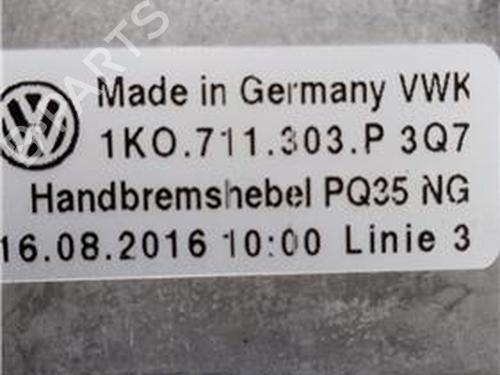 Made in Germany VWK
1KO.711.303.P 3Q7
Handbremshebel PQ35 NG
16.08.2016 10:00 Linie 3